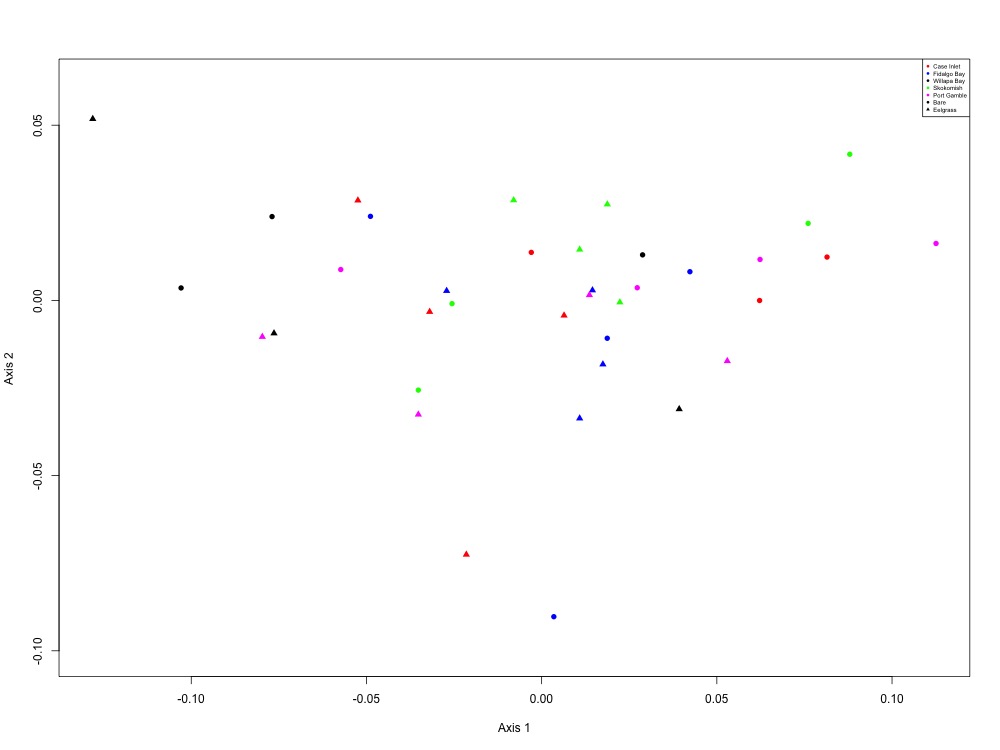 Case Inlet
Fidalgo Bay
Willapa Bay
Skokomish
Port Gamble
Bare
Eelgrass
0.05
0.00
-0.05
-0.10
Axis 2
-0.10
-0.05
0.00
0.05
0.10
Axis 1